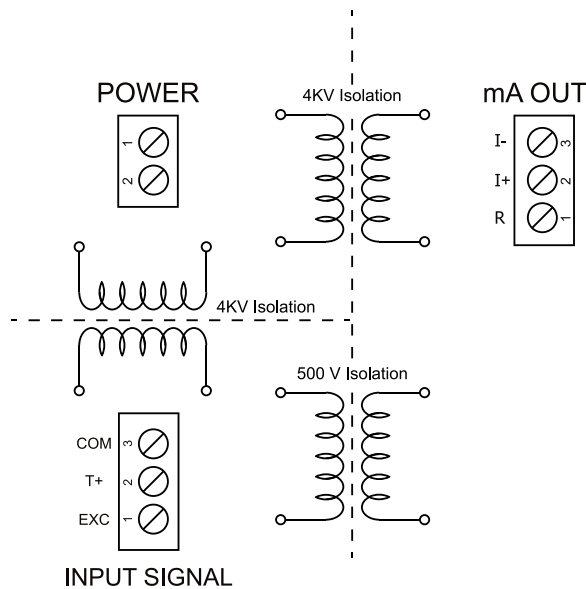 4KV Isolation
POWER
mA OUT
1
2
I- 3
I+ 2
R 1
4KV Isolation
500 V Isolation
COM 3
T+ 2
EXC 1
INPUT SIGNAL